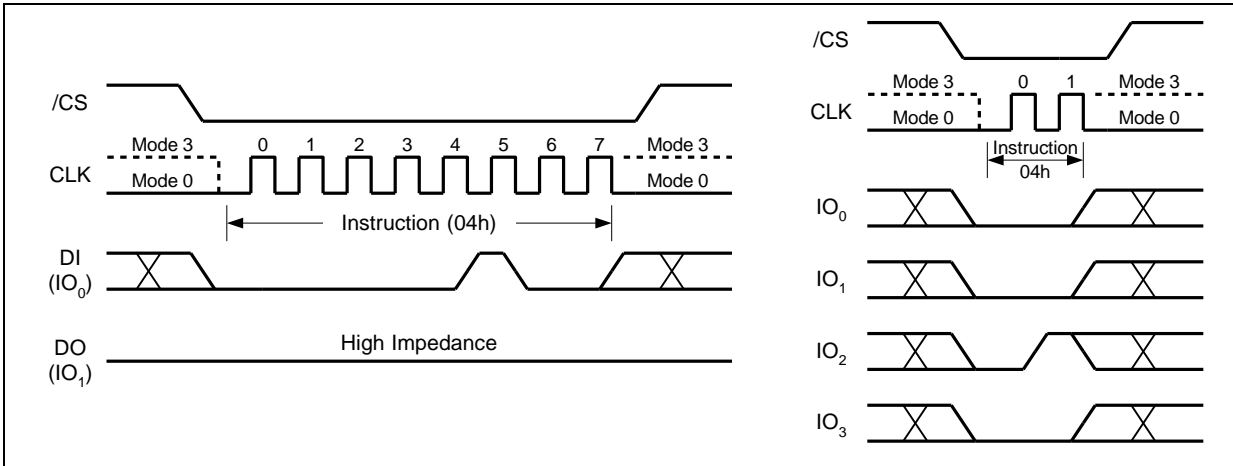 /CS
Mode 3
0 1 2 3 4 5 6 7
Mode 3
CLK
Mode 0
Mode 0
Instruction (04h)
DI
(IO0)
High Impedance
DO
(IO1)
/CS
Mode 3
0 1
Mode 3
CLK
Mode 0
Mode 0
Instruction
04h
IO0
IO1
IO2
IO3